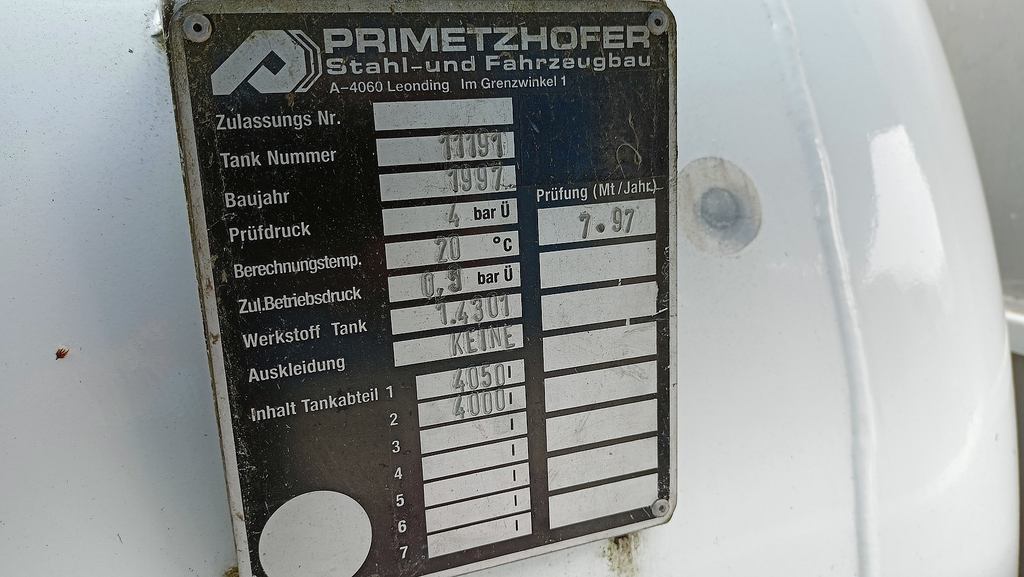 PRIMETZHOFER
Stahl-und Fahrzeugbau
A-4060 Leonding Im Grenzwinkel 1
Zulassungs Nr.
Tank Nummer 11191
Baujahr 1997
Prüfdruck 4 bar Ü
Berechnungstemp. 20 °C
Zul.Betriebsdruck 0,9 bar Ü
Werkstoff Tank 1.4301
Auskleidung KEINE
Inhalt Tankabteil 1 4050 l
2 4000 l
3 l
4 l
5 l
6 l
7 l
Prüfung (Mt/Jahr.)
7.97